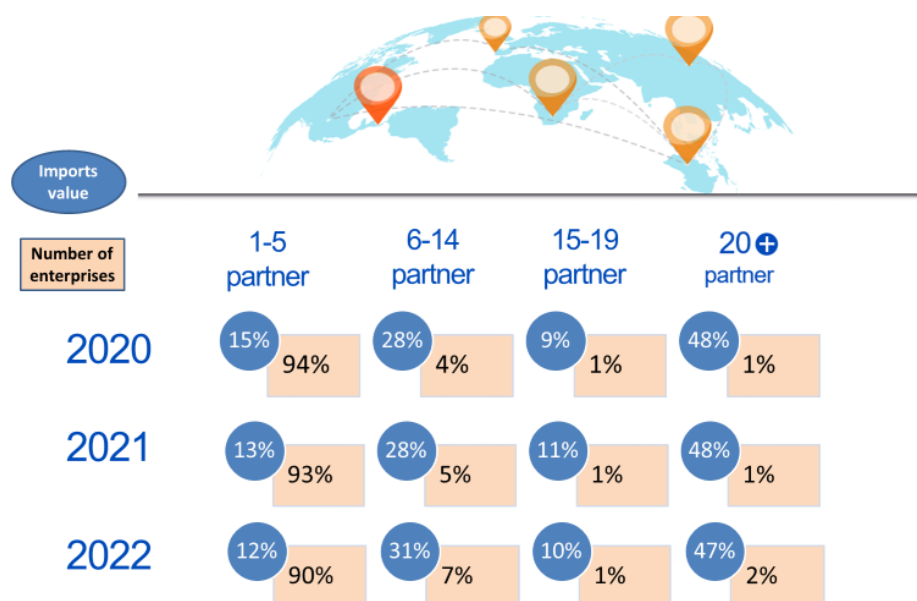 Imports
value
Number of
enterprises
1-5
partner
6-14
partner
15-19
partner
20+
partner
2020
15% 94% 28% 4% 9% 1% 48% 1%
2021
13% 93% 28% 5% 11% 1% 48% 1%
2022
12% 90% 31% 7% 10% 1% 47% 2%